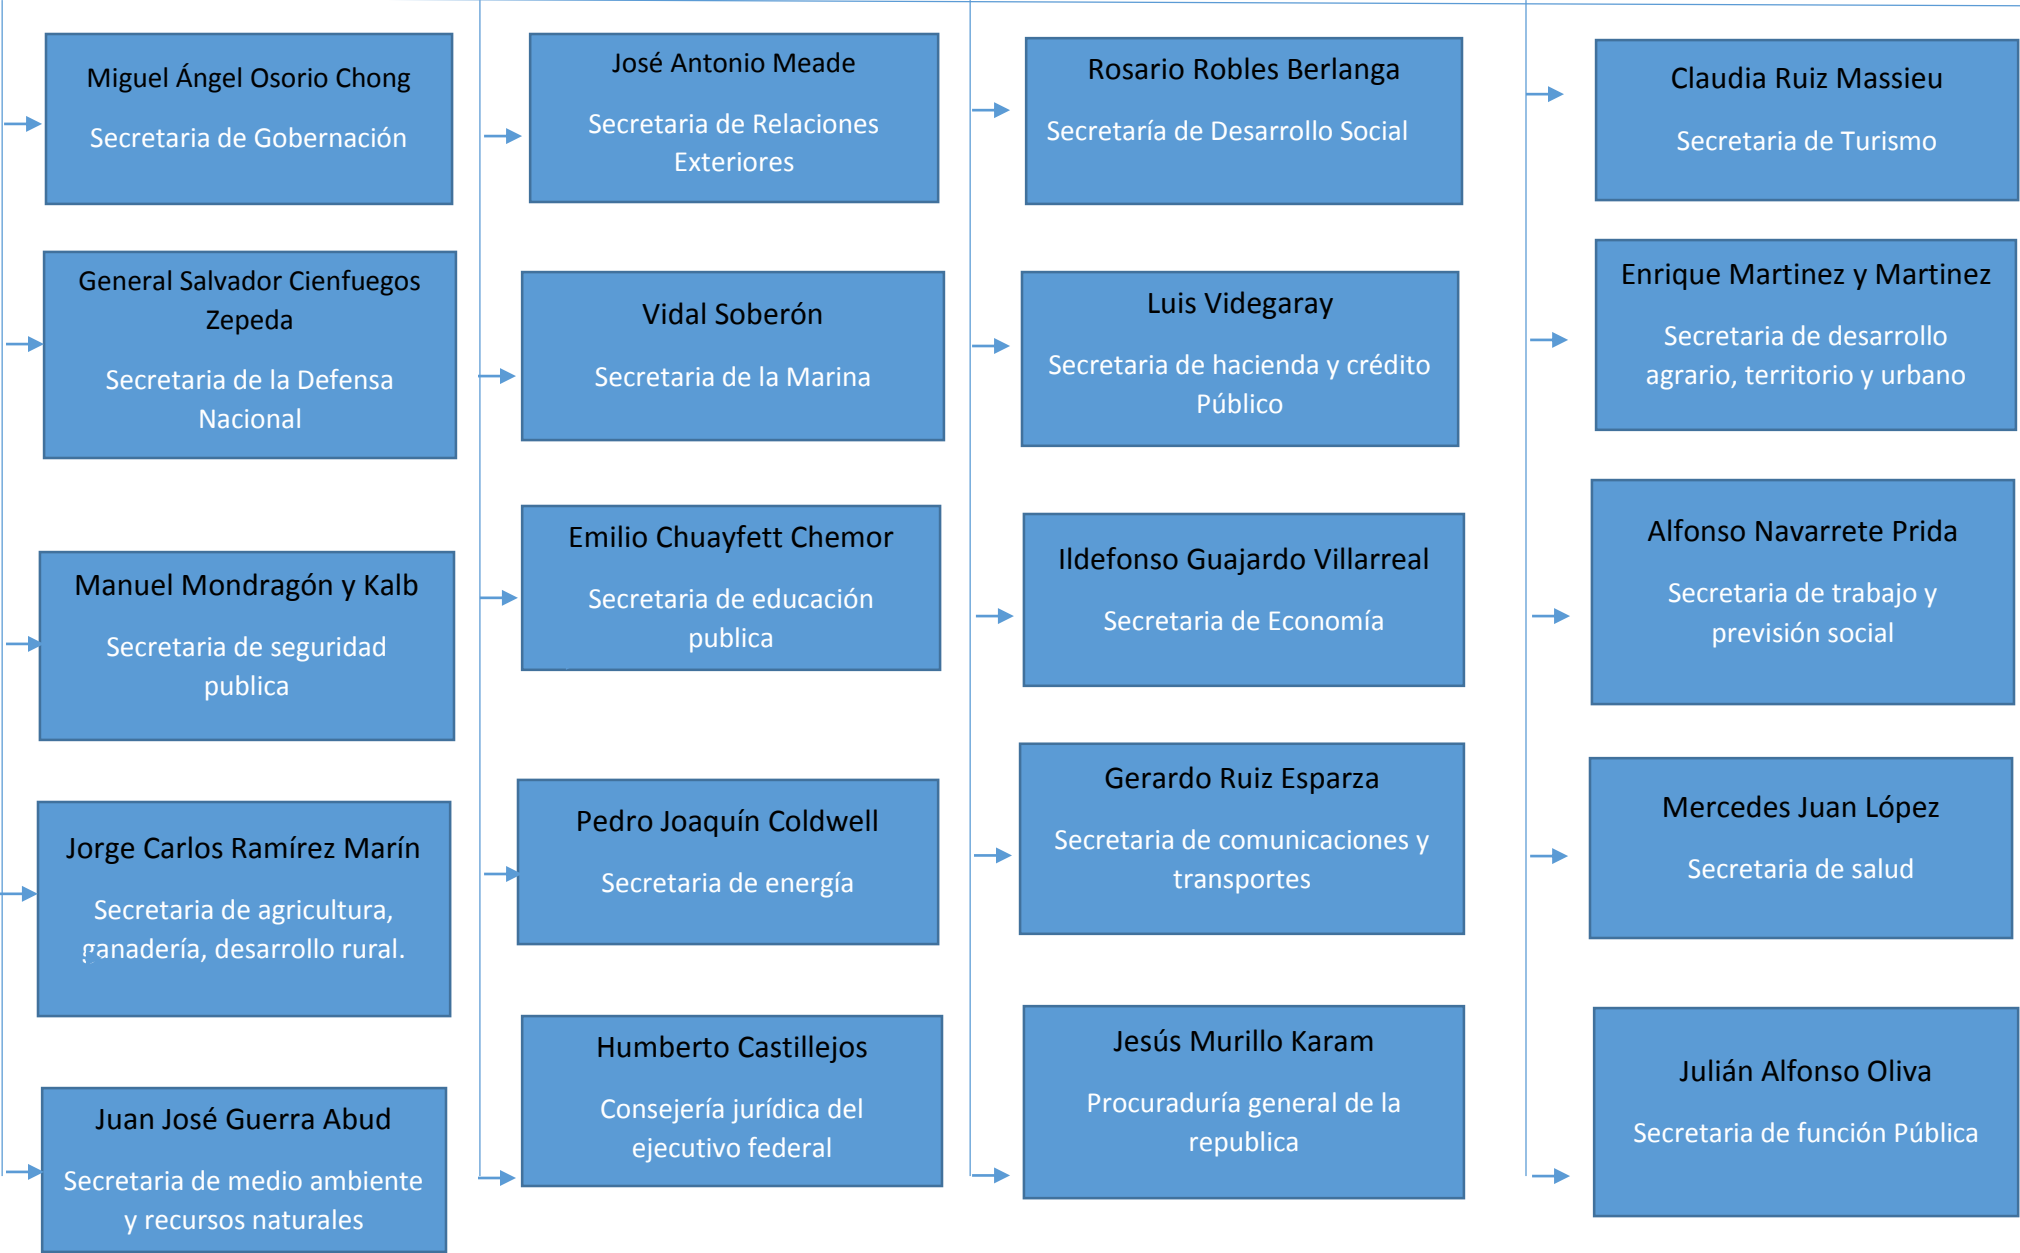 Miguel Ángel Osorio Chong
Secretaria de Gobernación
General Salvador Cienfuegos
Zepeda
Secretaria de la Defensa
Nacional
Manuel Mondragón y Kalb
Secretaria de seguridad
publica
Jorge Carlos Ramírez Marín
Secretaria de agricultura,
ganadería, desarrollo rural.
Juan José Guerra Abud
Secretaria de medio ambiente
y recursos naturales
José Antonio Meade
Secretaria de Relaciones
Exteriores
Vidal Soberón
Secretaria de la Marina
Emilio Chuayfett Chemor
Secretaria de educación
publica
Pedro Joaquín Coldwell
Secretaria de energía
Humberto Castillejos
Consejería jurídica del
ejecutivo federal
Rosario Robles Berlanga
Secretaría de Desarrollo Social
Luis Videgaray
Secretaria de hacienda y crédito
Público
Ildefonso Guajardo Villarreal
Secretaria de Economía
Gerardo Ruiz Esparza
Secretaria de comunicaciones y
transportes
Jesús Murillo Karam
Procuraduría general de la
republica
Claudia Ruiz Massieu
Secretaria de Turismo
Enrique Martinez y Martinez
Secretaria de desarrollo
agrario, territorio y urbano
Alfonso Navarrete Prida
Secretaria de trabajo y
previsión social
Mercedes Juan López
Secretaria de salud
Julián Alfonso Oliva
Secretaria de función Pública